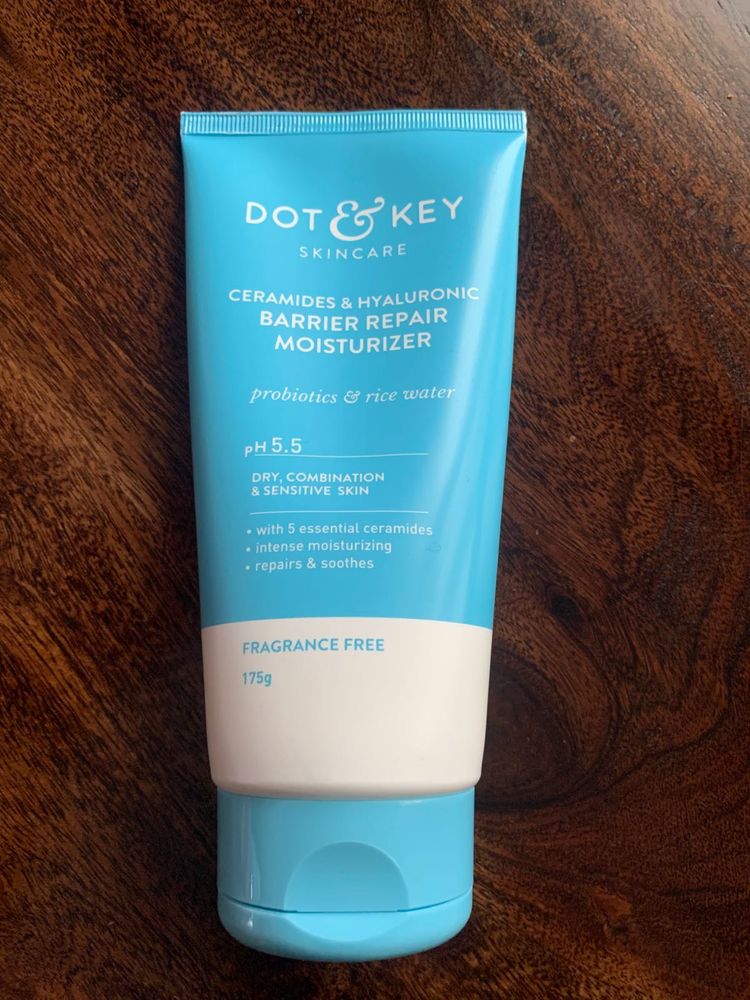 DOT & KEY
SKINCARE
CERAMIDES & HYALURONIC
BARRIER REPAIR
MOISTURIZER
probiotics & rice water
pH 5.5
DRY, COMBINATION
& SENSITIVE SKIN
• with 5 essential ceramides
• intense moisturizing
• repairs & soothes
FRAGRANCE FREE
175g